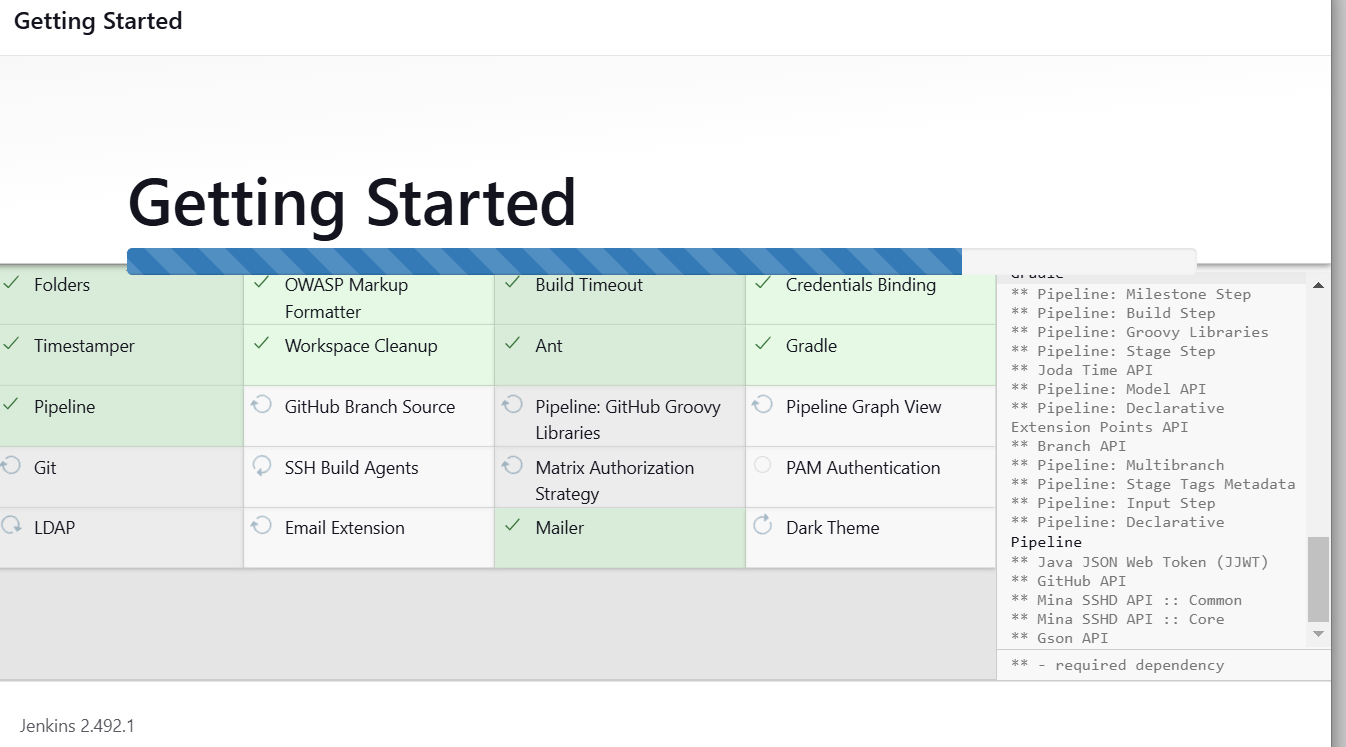 Getting Started
Getting Started
Folders
OWASP Markup
Formatter
Build Timeout
Credentials Binding
Timestamper
Workspace Cleanup
Ant
Gradle
Pipeline
GitHub Branch Source
Pipeline: GitHub Groovy
Libraries
Pipeline Graph View
Git
SSH Build Agents
Matrix Authorization
Strategy
PAM Authentication
LDAP
Email Extension
Mailer
Dark Theme
Gradle
** Pipeline: Milestone Step
** Pipeline: Build Step
** Pipeline: Groovy Libraries
** Pipeline: Stage Step
** Joda Time API
** Pipeline: Model API
** Pipeline: Declarative
Extension Points API
** Branch API
** Pipeline: Multibranch
** Pipeline: Stage Tags Metadata
** Pipeline: Input Step
** Pipeline: Declarative
Pipeline
** Java JSON Web Token (JJWT)
** GitHub API
** Mina SSHD API :: Common
** Mina SSHD API :: Core
** Gson API
** - required dependency
Jenkins 2.492.1